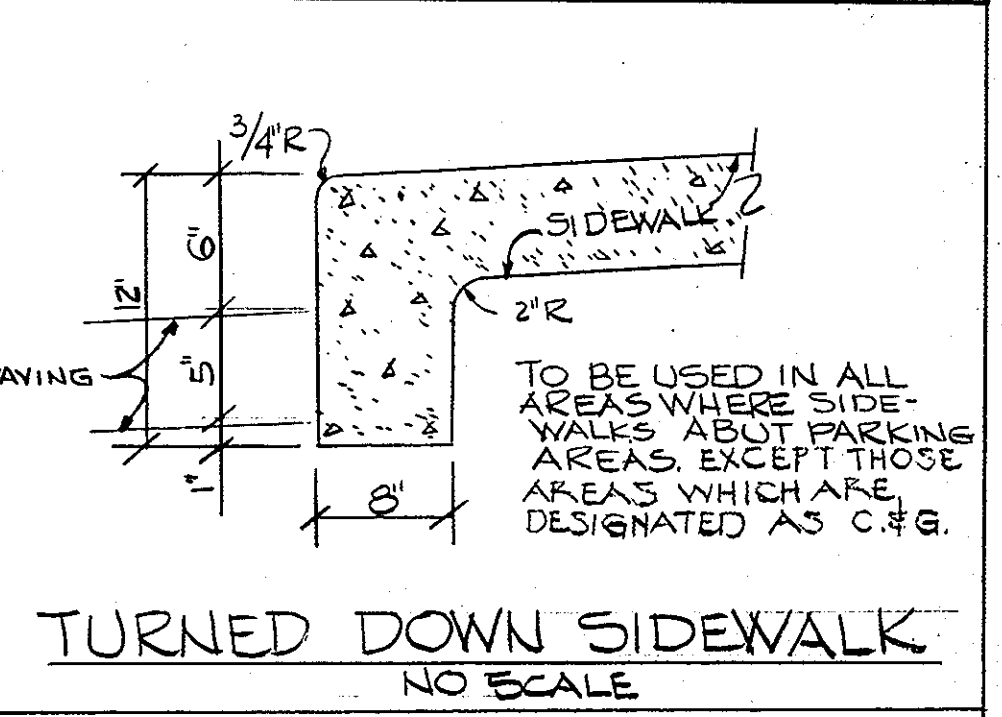 3/4"R
12"
6"
SIDEWALK
2"R
AVING
5"
1"
8"
TO BE USED IN ALL
AREAS WHERE SIDE-
WALKS ABUT PARKING
AREAS. EXCEPT THOSE
AREAS WHICH ARE
DESIGNATED AS C.&G.
TURNED DOWN SIDEWALK
NO SCALE